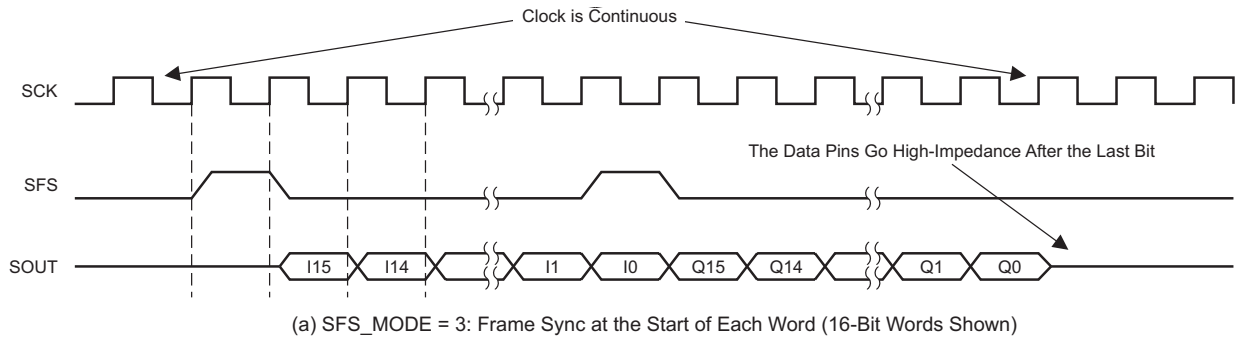 Clock is Continuous
SCK
The Data Pins Go High-Impedance After the Last Bit
SFS
SOUT I15 I14 I1 I0 Q15 Q14 Q1 Q0
(a) SFS_MODE = 3: Frame Sync at the Start of Each Word (16-Bit Words Shown)